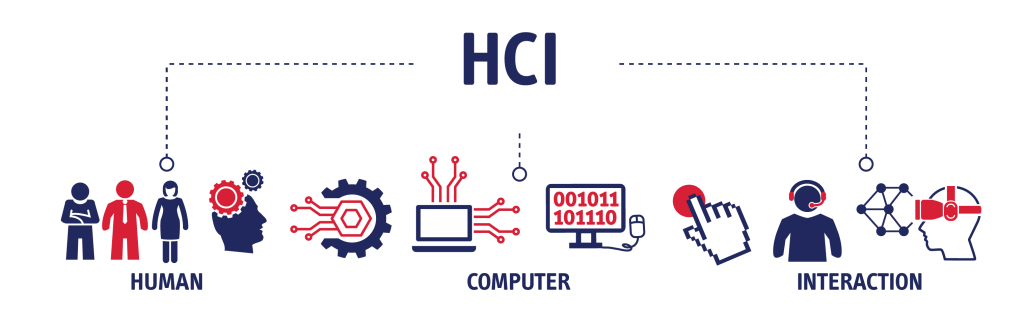 HCI
001011
101110
HUMAN
COMPUTER
INTERACTION